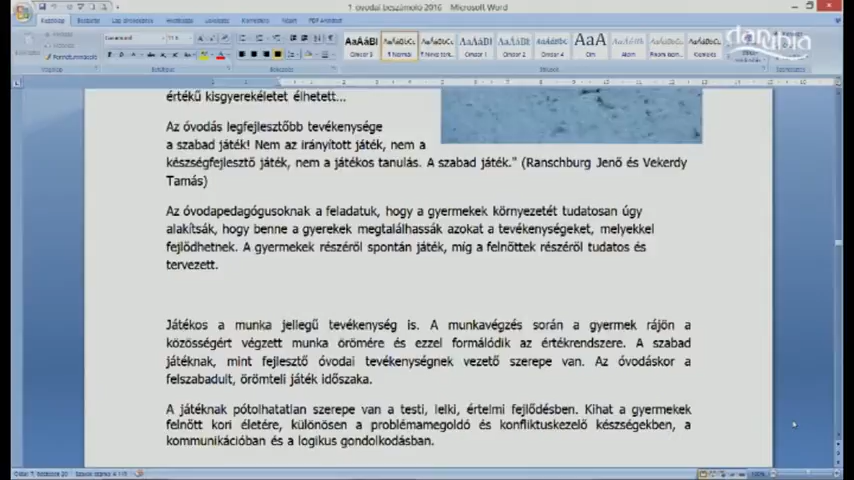 1 óvodai beszámoló 2016 - Microsoft Word
danubia
értékű kisgyerekéletet élhetett...
Az óvodás legfejlesztőbb tevékenysége
a szabad játék! Nem az irányított játék, nem a
készségfejlesztő játék, nem a játékos tanulás. A szabad játék." (Ranschburg Jenő és Vekerdy
Tamás)
Az óvodapedagógusoknak a feladatuk, hogy a gyermekek környezetét tudatosan úgy
alakítsák, hogy benne a gyerekek megtalálhassák azokat a tevékenységeket, melyekkel
fejlődhetnek. A gyermekek részéről spontán játék, míg a felnőttek részéről tudatos és
tervezett.
Játékos a munka jellegű tevékenység is. A munkavégzés során a gyermek rájön a
közösségért végzett munka örömére és ezzel formálódik az értékrendszere. A szabad
játéknak, mint fejlesztő óvodai tevékenységnek vezető szerepe van. Az óvodáskor a
felszabadult, örömteli játék időszaka.
A játéknak pótolhatatlan szerepe van a testi, lelki, értelmi fejlődésben. Kihat a gyermekek
felnőtt kori életére, különösen a problémamegoldó és konfliktuskezelő készségekben, a
kommunikációban és a logikus gondolkodásban.